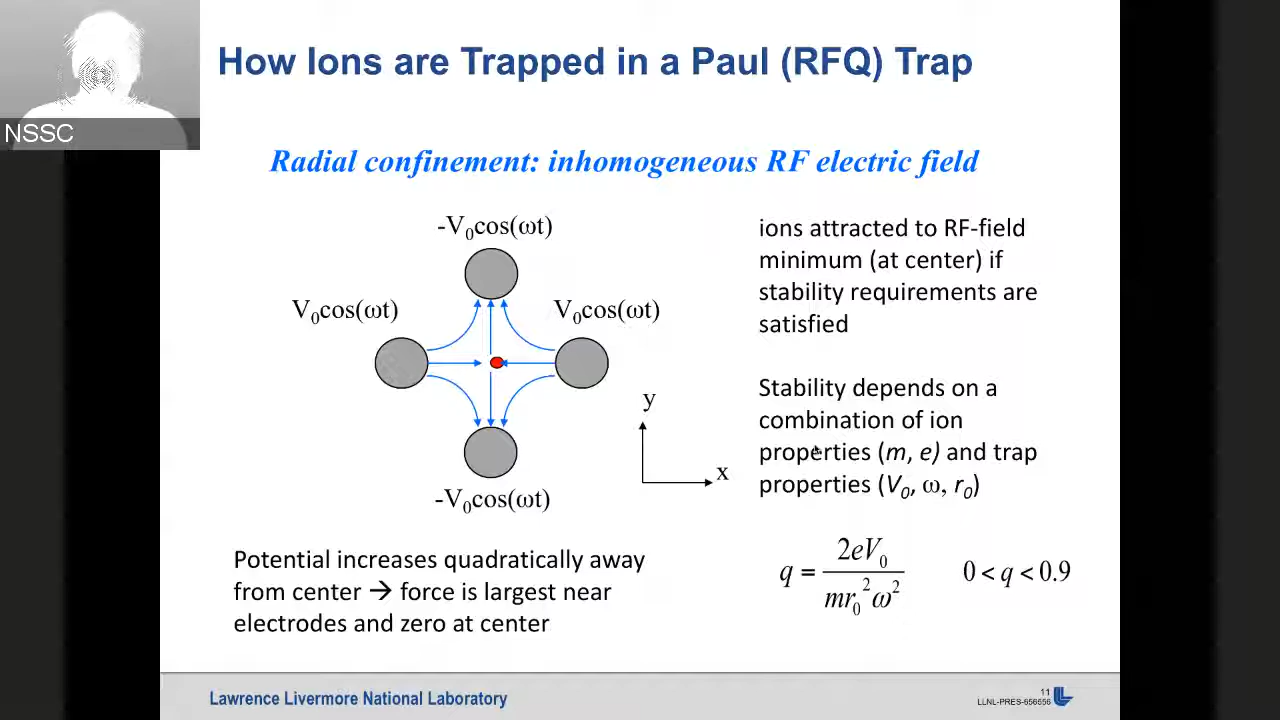 NSSC
How Ions are Trapped in a Paul (RFQ) Trap
Radial confinement: inhomogeneous RF electric field
-V₀cos(ωt)
V₀cos(ωt)
V₀cos(ωt)
-V₀cos(ωt)
y
x
ions attracted to RF-field
minimum (at center) if
stability requirements are
satisfied
Stability depends on a
combination of ion
properties (m, e) and trap
properties (V₀, ω, r₀)
Potential increases quadratically away
from center → force is largest near
electrodes and zero at center
q = 2eV₀ / mr₀²ω²
0 < q < 0.9
Lawrence Livermore National Laboratory
11
LLNL-PRES-656556